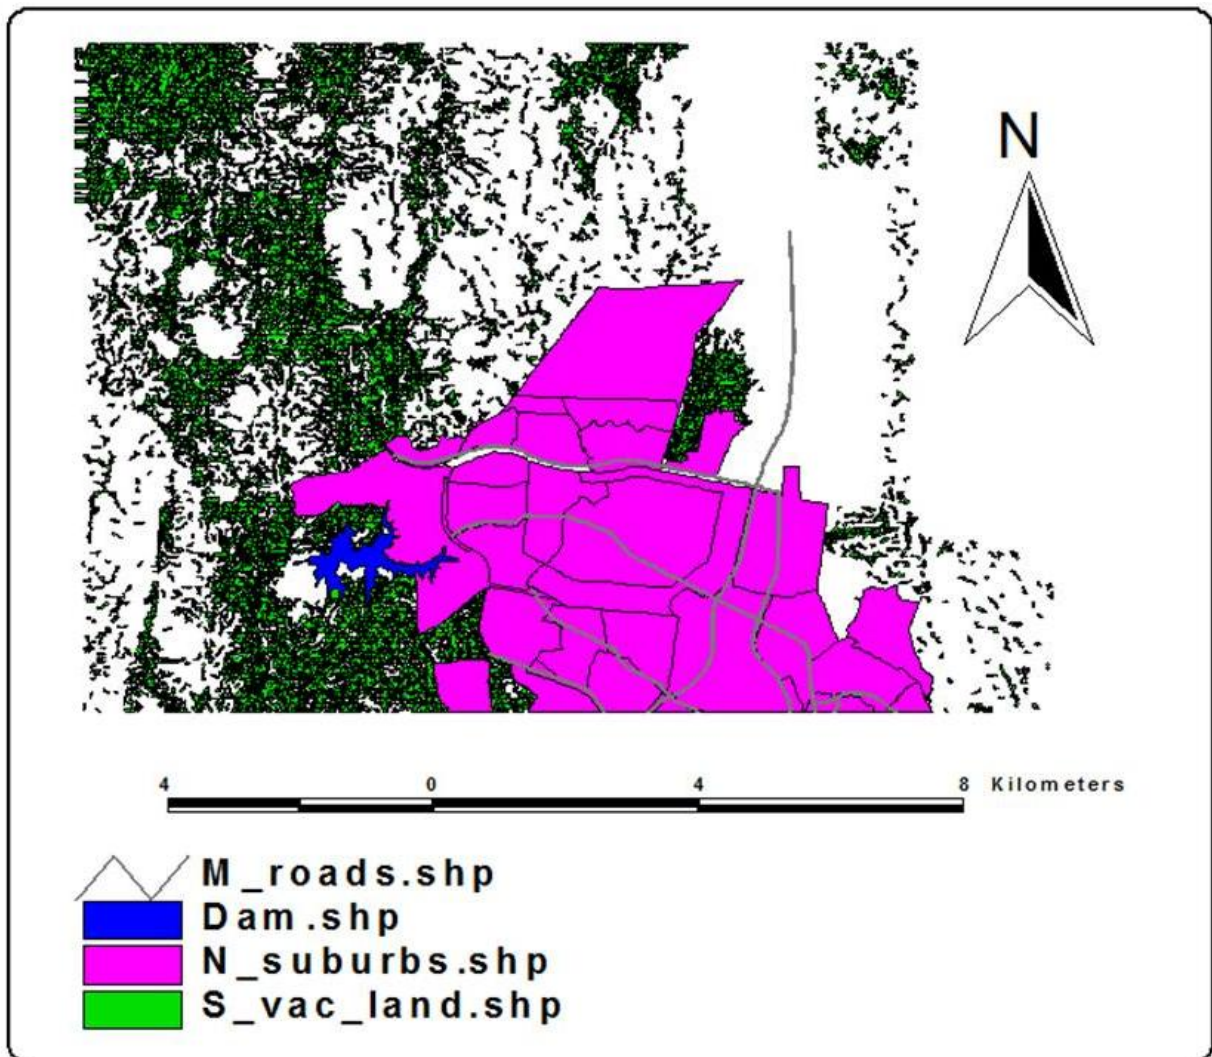 N
4 0 4 8 Kilometers
M_roads.shp
Dam.shp
N_suburbs.shp
S_vac_land.shp